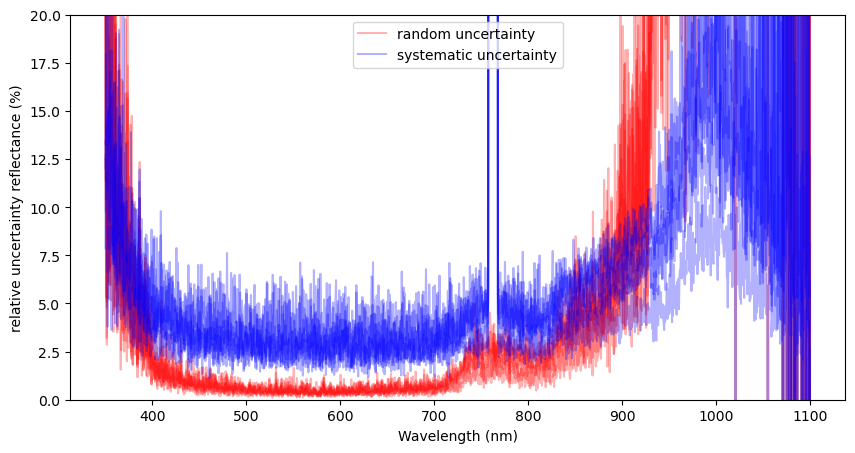 random uncertainty
systematic uncertainty
relative uncertainty reflectance (%)
20.0
17.5
15.0
12.5
10.0
7.5
5.0
2.5
0.0
400 500 600 700 800 900 1000 1100
Wavelength (nm)